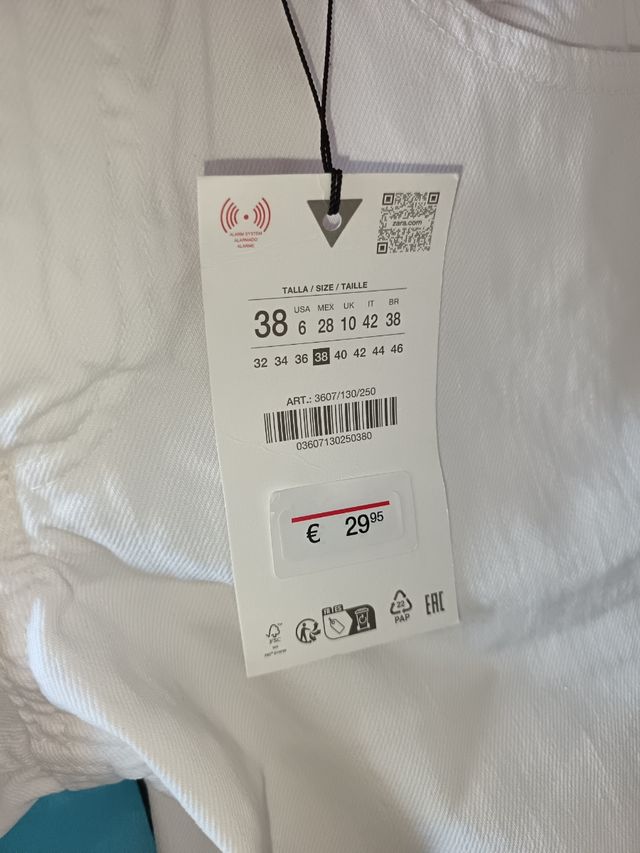 ALARM SYSTEM
ALARMADO
ALARME
zara.com
TALLA / SIZE / TAILLE
38
USA MEX UK IT BR
6 28 10 42 38
32 34 36 38 40 42 44 46
ART.: 3607/130/250
03607130250380
€ 29 95
FSC
22
PAP
EAC